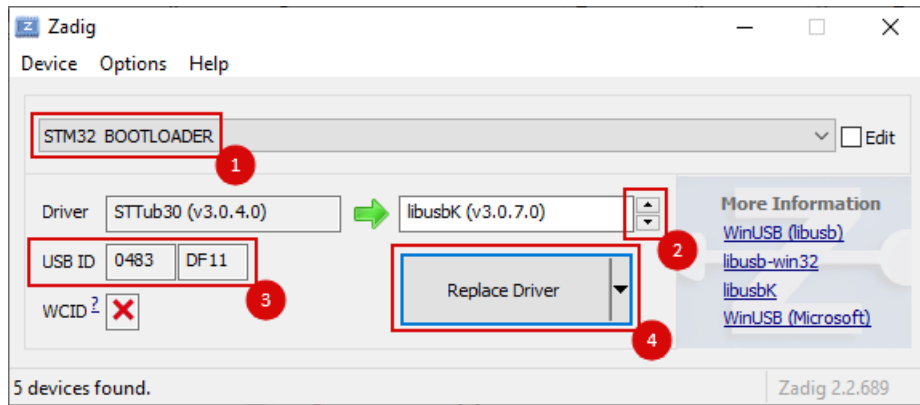 Zadig
Device Options Help
STM32 BOOTLOADER
Edit
1
Driver STTub30 (v3.0.4.0) libusbK (v3.0.7.0)
2
USB ID 0483 DF11
3
WCID ?
Replace Driver
4
More Information
WinUSB (libusb)
libusb-win32
libusbK
WinUSB (Microsoft)
5 devices found.
Zadig 2.2.689